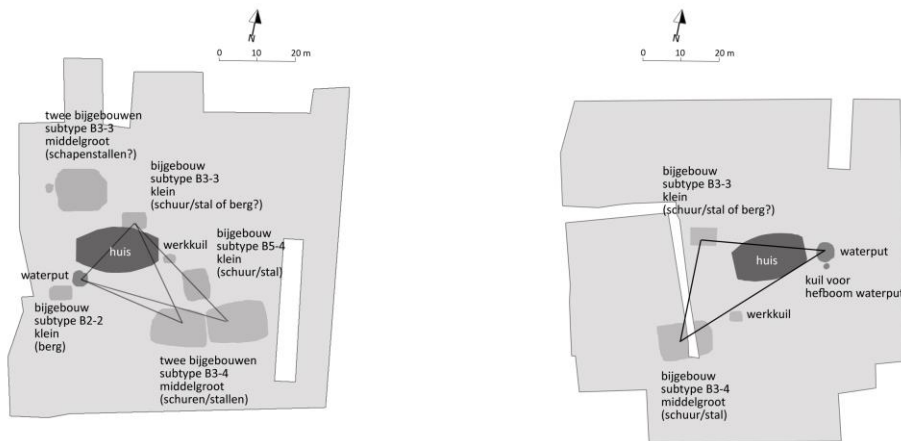 N
0 10 20 m
twee bijgebouwen
subtype B3-3
middelgroot
(schapenstallen?)
bijgebouw
subtype B3-3
klein
(schuur/stal of berg?)
huis
werkkuil
bijgebouw
subtype B5-4
klein
(schuur/stal)
waterput
bijgebouw
subtype B2-2
klein
(berg)
twee bijgebouwen
subtype B3-4
middelgroot
(schuren/stallen)
N
0 10 20 m
bijgebouw
subtype B3-3
klein
(schuur/stal of berg?)
huis
waterput
kuil voor
hefboom waterput
werkkuil
bijgebouw
subtype B3-4
middelgroot
(schuur/stal)